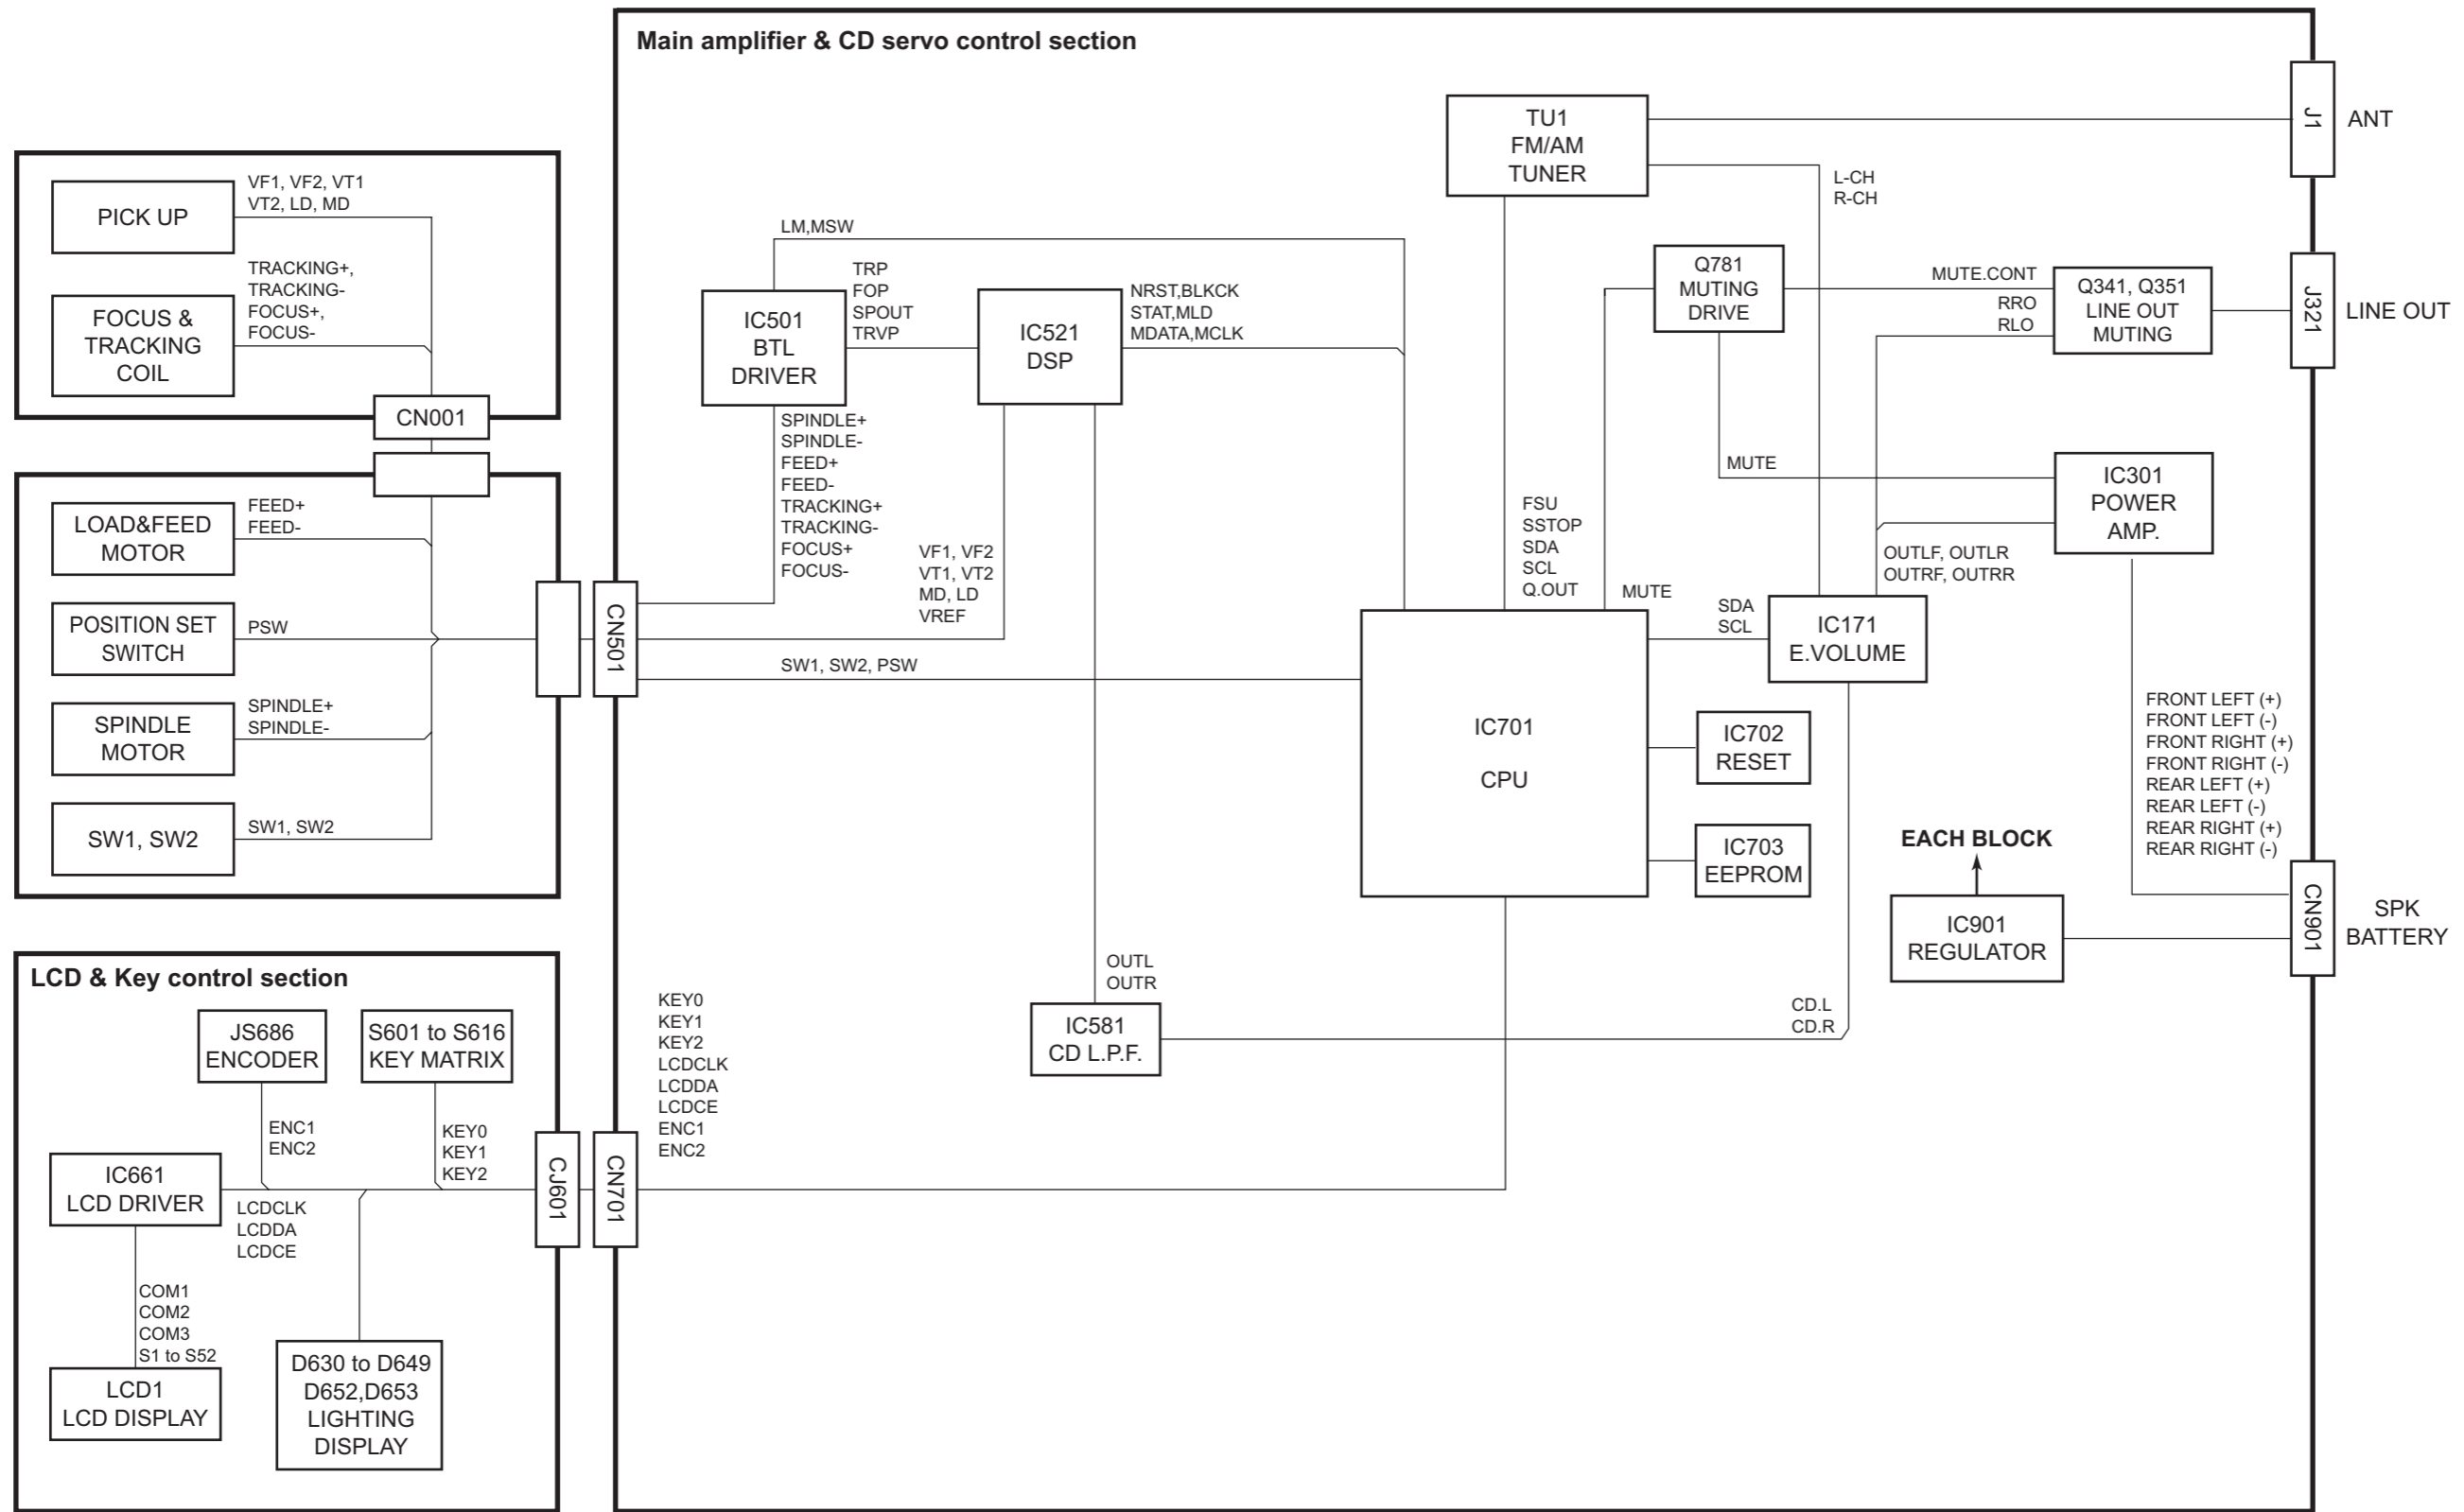 Main amplifier & CD servo control section
TU1
FM/AM
TUNER
J1
ANT
L-CH
R-CH
PICK UP
VF1, VF2, VT1
VT2, LD, MD
FOCUS &
TRACKING
COIL
TRACKING+,
TRACKING-
FOCUS+,
FOCUS-
CN001
LM,MSW
IC501
BTL
DRIVER
TRP
FOP
SPOUT
TRVP
IC521
DSP
NRST,BLKCK
STAT,MLD
MDATA,MCLK
Q781
MUTING
DRIVE
MUTE.CONT
RRO
RLO
Q341, Q351
LINE OUT
MUTING
J321
LINE OUT
SPINDLE+
SPINDLE-
FEED+
FEED-
TRACKING+
TRACKING-
FOCUS+
FOCUS-
VF1, VF2
VT1, VT2
MD, LD
VREF
MUTE
IC301
POWER
AMP.
FSU
SSTOP
SDA
SCL
Q.OUT
MUTE
OUTLF, OUTLR
OUTRF, OUTRR
LOAD&FEED
MOTOR
FEED+
FEED-
POSITION SET
SWITCH
PSW
SPINDLE
MOTOR
SPINDLE+
SPINDLE-
SW1, SW2
SW1, SW2
CN501
SW1, SW2, PSW
IC701
CPU
SDA
SCL
IC171
E.VOLUME
IC702
RESET
IC703
EEPROM
FRONT LEFT (+)
FRONT LEFT (-)
FRONT RIGHT (+)
FRONT RIGHT (-)
REAR LEFT (+)
REAR LEFT (-)
REAR RIGHT (+)
REAR RIGHT (-)
EACH BLOCK
IC901
REGULATOR
CN901
SPK
BATTERY
OUTL
OUTR
IC581
CD L.P.F.
CD.L
CD.R
LCD & Key control section
JS686
ENCODER
S601 to S616
KEY MATRIX
ENC1
ENC2
KEY0
KEY1
KEY2
IC661
LCD DRIVER
LCDCLK
LCDDA
LCDCE
CJ601
CN701
KEY0
KEY1
KEY2
LCDCLK
LCDDA
LCDCE
ENC1
ENC2
COM1
COM2
COM3
S1 to S52
LCD1
LCD DISPLAY
D630 to D649
D652,D653
LIGHTING
DISPLAY